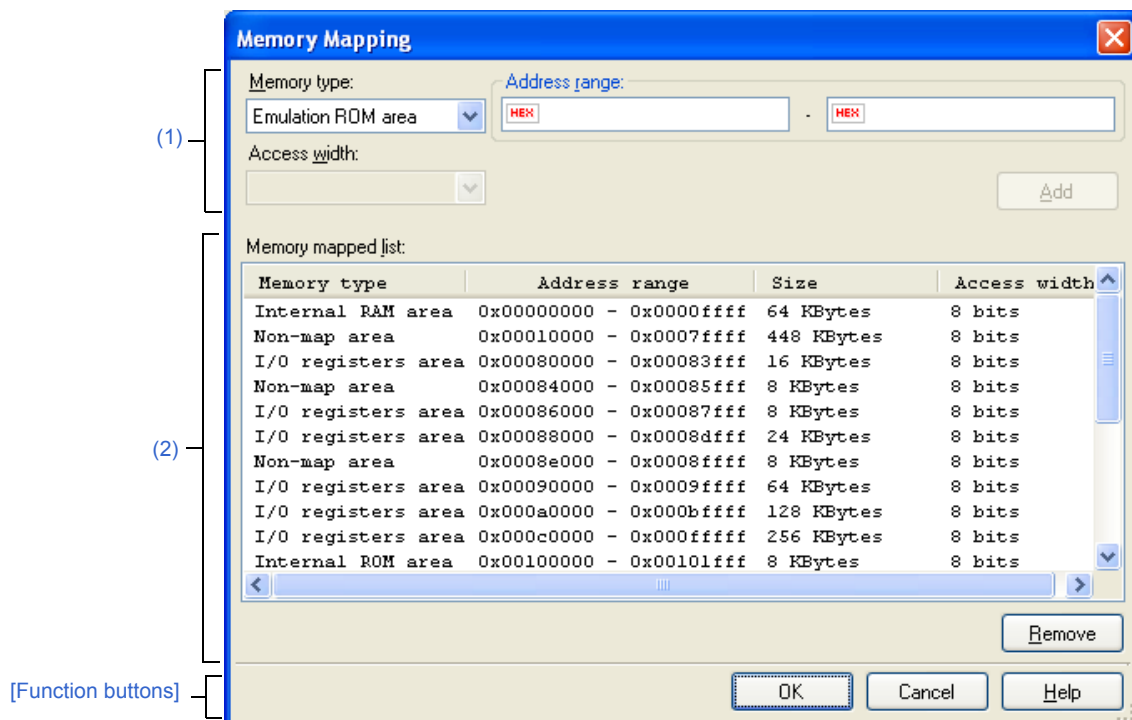 Memory Mapping
(1)
Memory type:
Address range:
Emulation ROM area
HEX - HEX
Access width:
Add
(2)
Memory mapped list:
Memory type Address range Size Access width
Internal RAM area 0x00000000 - 0x0000ffff 64 KBytes 8 bits
Non-map area 0x00010000 - 0x0007ffff 448 KBytes 8 bits
I/O registers area 0x00080000 - 0x00083fff 16 KBytes 8 bits
Non-map area 0x00084000 - 0x00085fff 8 KBytes 8 bits
I/O registers area 0x00086000 - 0x00087fff 8 KBytes 8 bits
I/O registers area 0x00088000 - 0x0008dfff 24 KBytes 8 bits
Non-map area 0x0008e000 - 0x0008ffff 8 KBytes 8 bits
I/O registers area 0x00090000 - 0x0009ffff 64 KBytes 8 bits
I/O registers area 0x000a0000 - 0x000bffff 128 KBytes 8 bits
I/O registers area 0x000c0000 - 0x000fffff 256 KBytes 8 bits
Internal ROM area 0x00100000 - 0x00101fff 8 KBytes 8 bits
Remove
[Function buttons]
OK Cancel Help